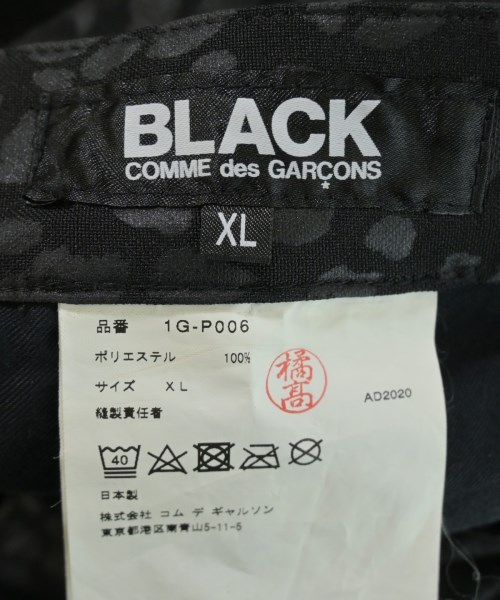 BLACK
COMME des GARÇONS
XL
品番 1G-P006
ポリエステル 100%
サイズ XL
縫製責任者
橘高
AD2020
40
日本製
株式会社 コム デ ギャルソン
東京都港区南青山5-11-5